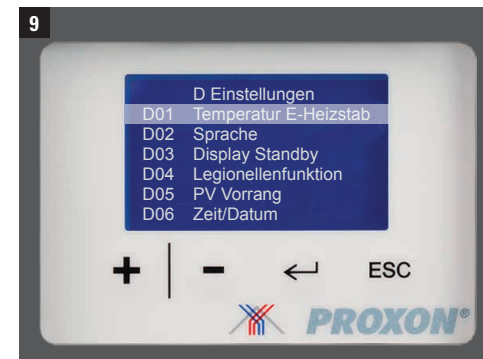 9
D Einstellungen
D01 Temperatur E-Heizstab
D02 Sprache
D03 Display Standby
D04 Legionellenfunktion
D05 PV Vorrang
D06 Zeit/Datum
+ | - ↵ ESC
PROXON®